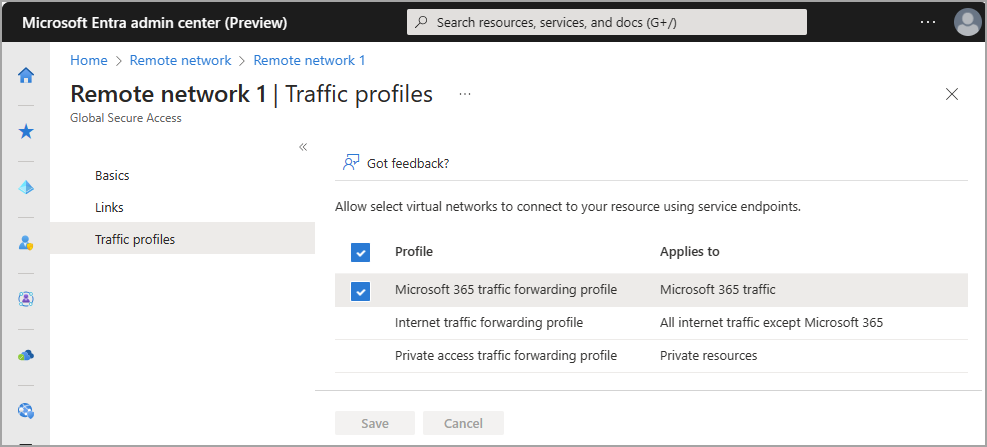 Microsoft Entra admin center (Preview)
Search resources, services, and docs (G+/)
···
Home > Remote network > Remote network 1
Remote network 1 | Traffic profiles ···
Global Secure Access
«
Basics
Links
Traffic profiles
Got feedback?
Allow select virtual networks to connect to your resource using service endpoints.
Profile Applies to
Microsoft 365 traffic forwarding profile Microsoft 365 traffic
Internet traffic forwarding profile All internet traffic except Microsoft 365
Private access traffic forwarding profile Private resources
Save Cancel